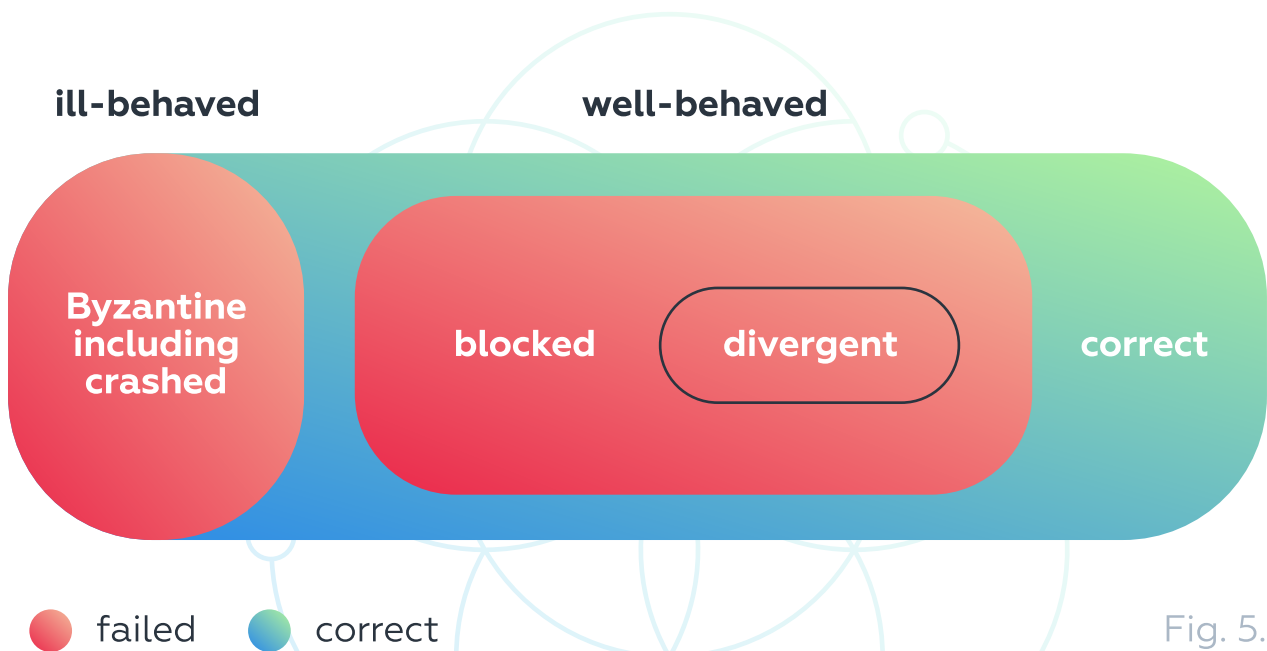 ill-behaved
well-behaved
Byzantine
including
crashed
blocked
divergent
correct
failed
correct
Fig. 5.